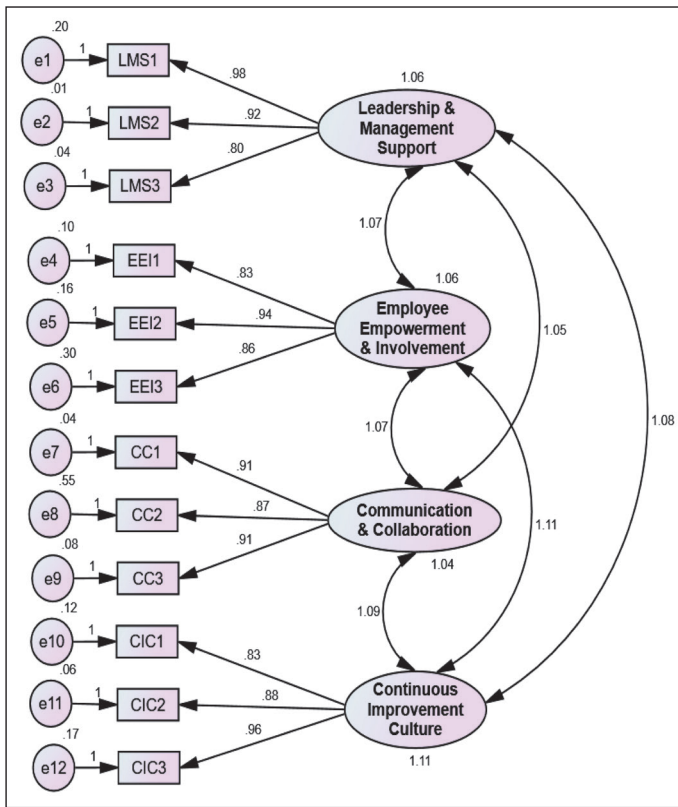 .20
e1 1 LMS1
.98
.01
e2 1 LMS2
.92
.04
e3 1 LMS3
.80
1.06
Leadership &
Management
Support
1.07
.10
e4 1 EEI1
.83
.16
e5 1 EEI2
.94
.30
e6 1 EEI3
.86
1.06
Employee
Empowerment
& Involvement
1.05
1.08
1.07
.04
e7 1 CC1
.91
.55
e8 1 CC2
.87
.08
e9 1 CC3
.91
Communication
& Collaboration
1.04
1.11
1.09
.12
e10 1 CIC1
.83
.06
e11 1 CIC2
.88
.17
e12 1 CIC3
.96
Continuous
Improvement
Culture
1.11